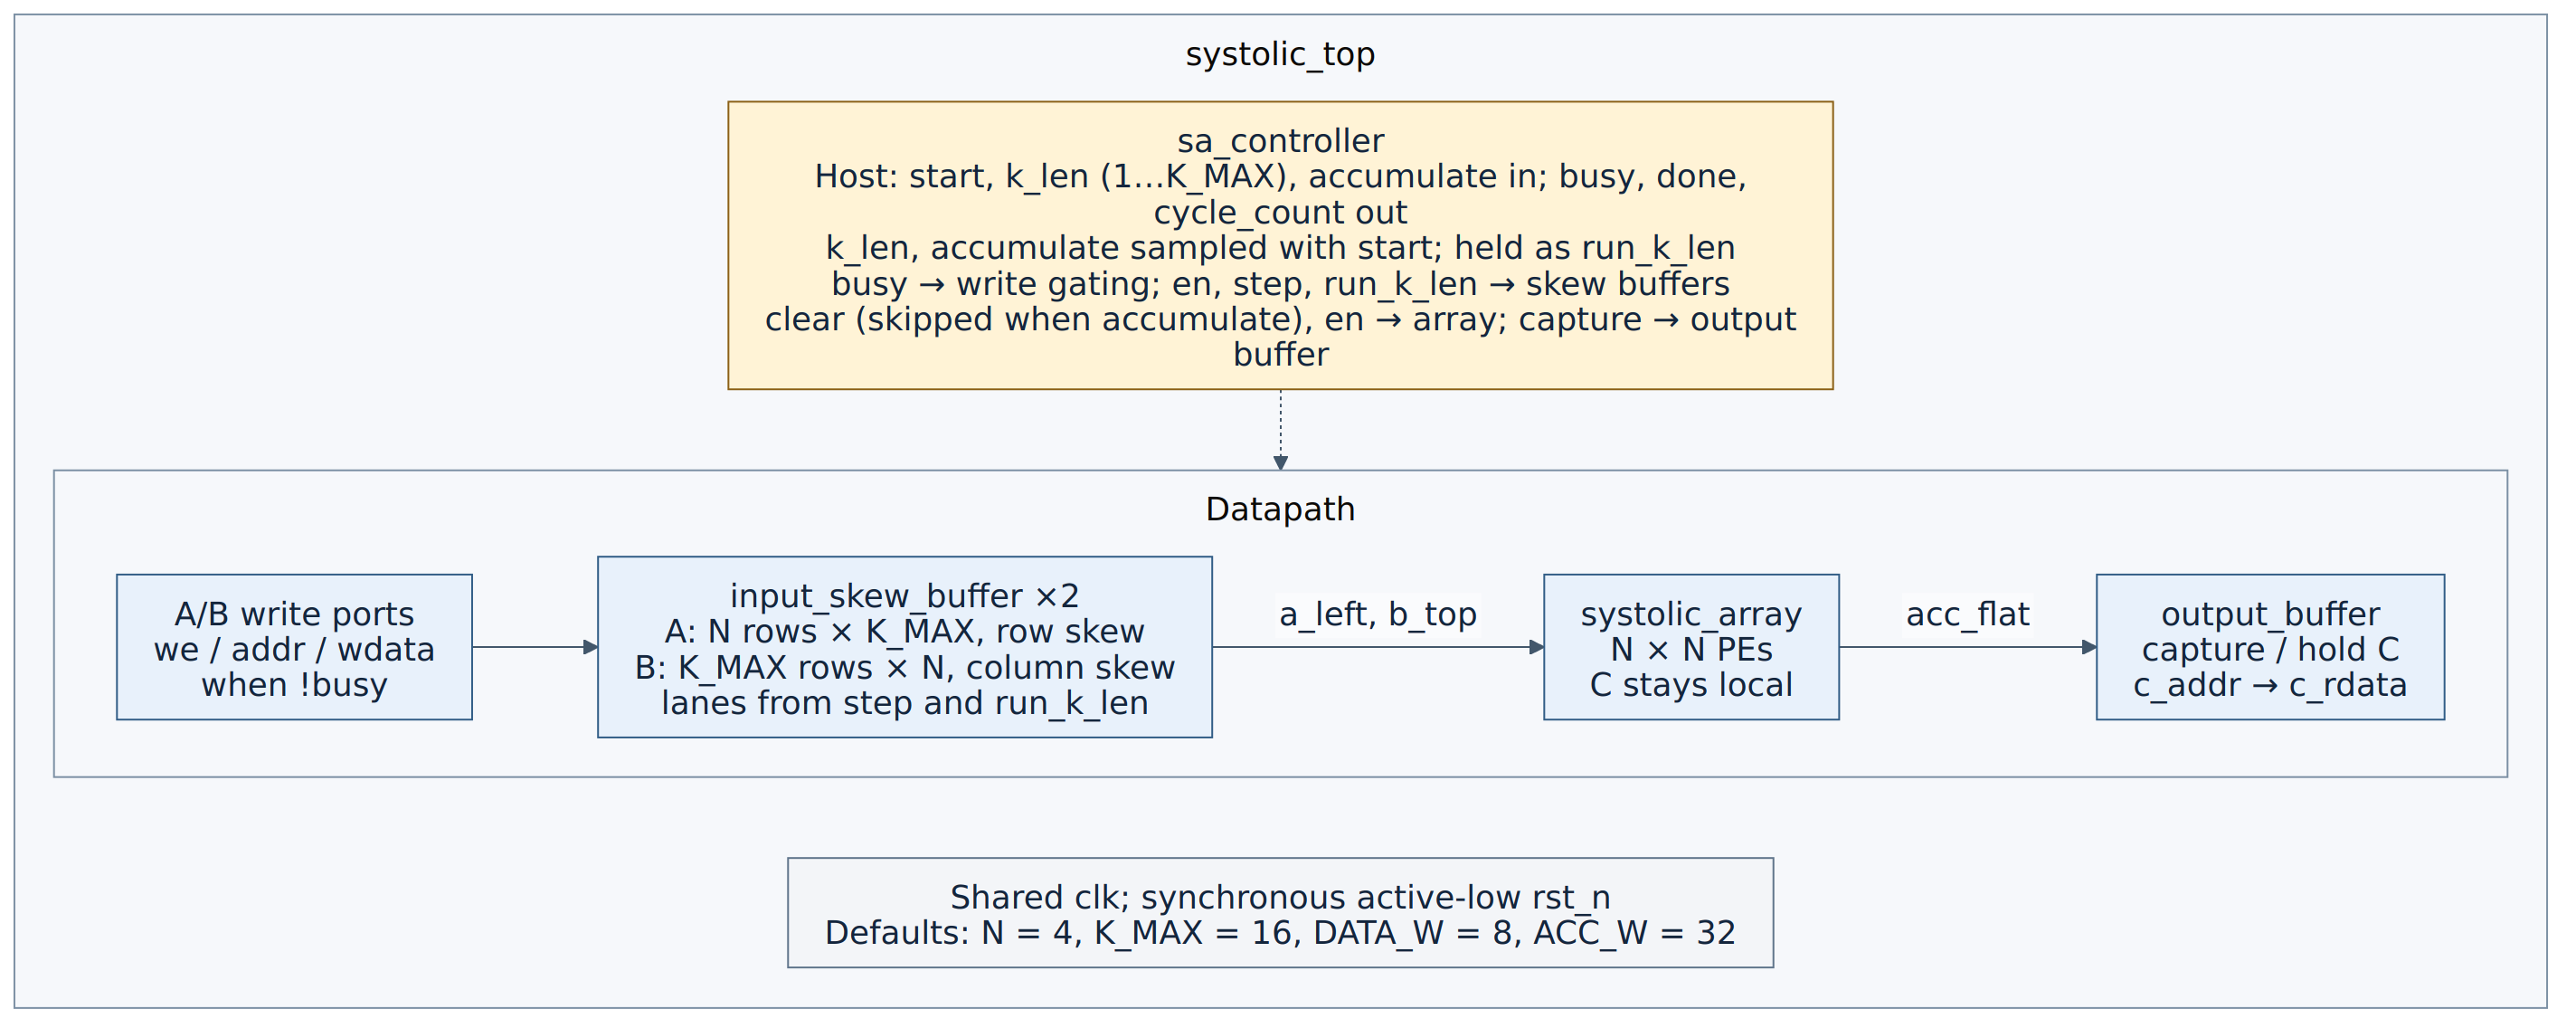 systolic_top
sa_controller
Host: start, k_len (1…K_MAX), accumulate in; busy, done,
cycle_count out
k_len, accumulate sampled with start; held as run_k_len
busy → write gating; en, step, run_k_len → skew buffers
clear (skipped when accumulate), en → array; capture → output
buffer
Datapath
A/B write ports
we / addr / wdata
when !busy
input_skew_buffer ×2
A: N rows × K_MAX, row skew
B: K_MAX rows × N, column skew
lanes from step and run_k_len
a_left, b_top
systolic_array
N × N PEs
C stays local
acc_flat
output_buffer
capture / hold C
c_addr → c_rdata
Shared clk; synchronous active-low rst_n
Defaults: N = 4, K_MAX = 16, DATA_W = 8, ACC_W = 32